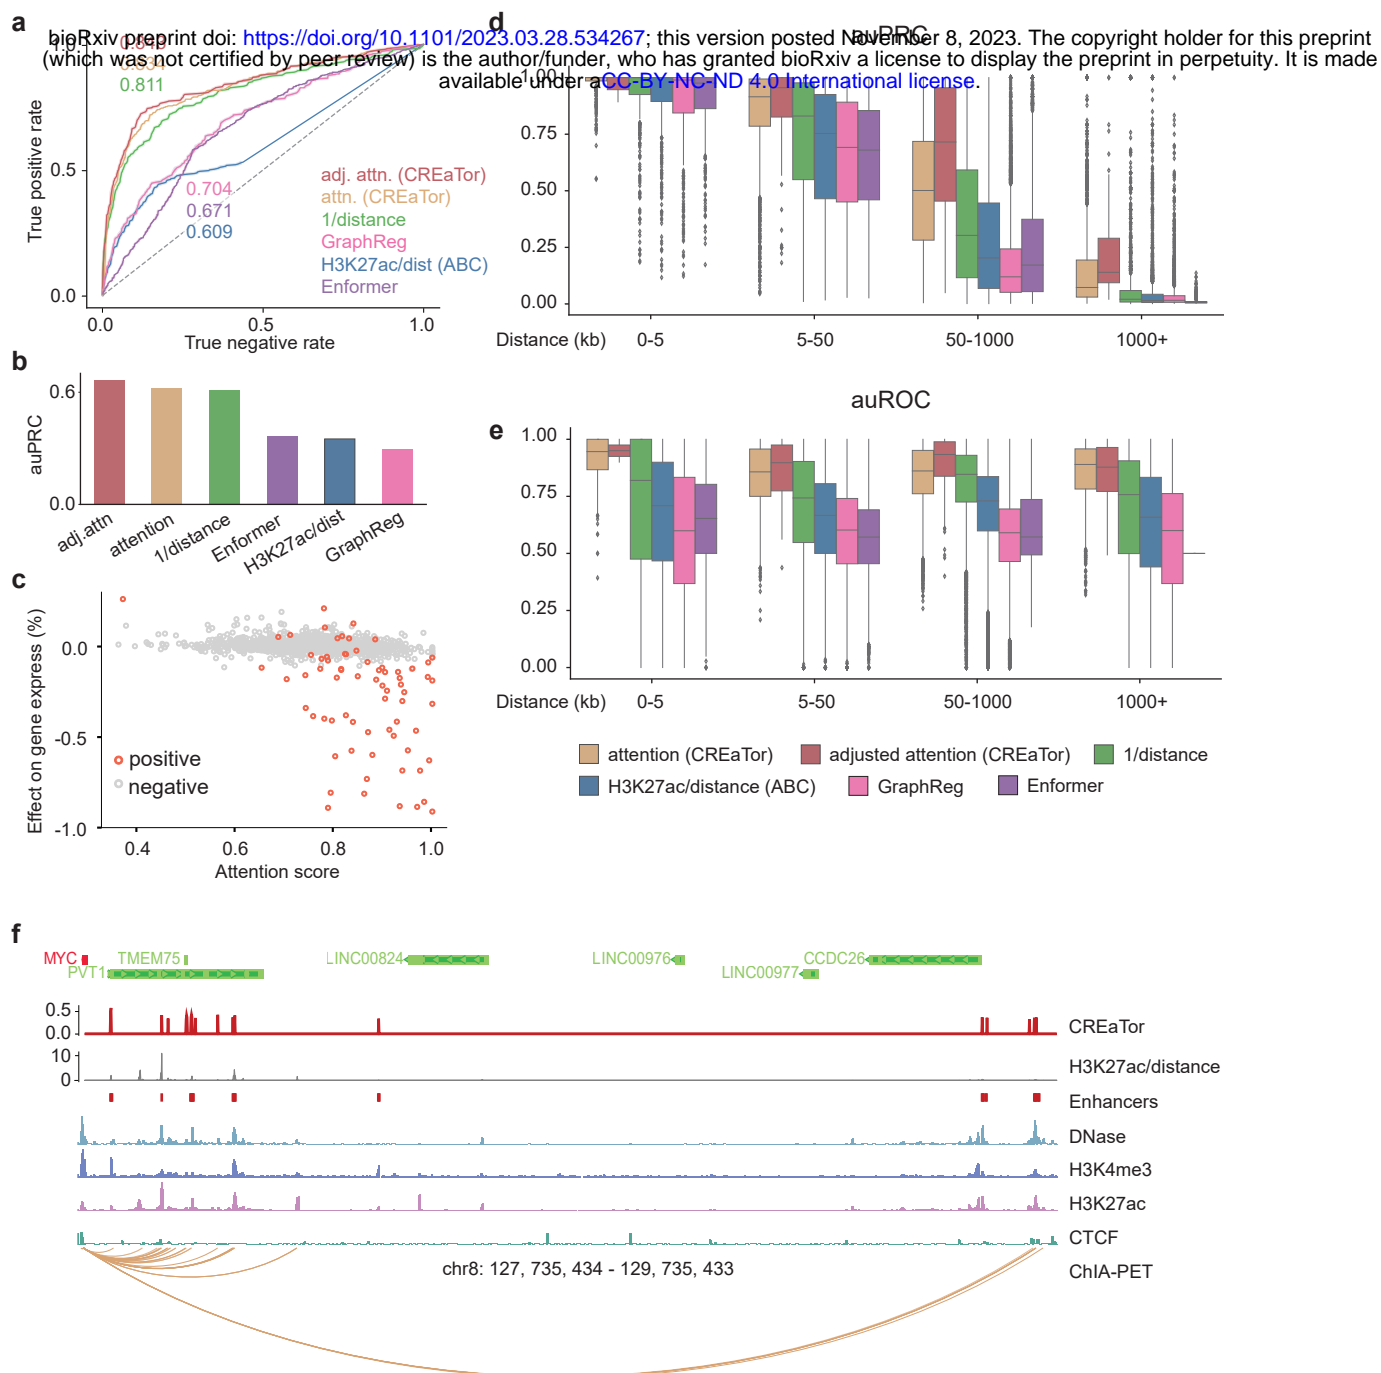 a
d
auPRC
bioRxiv preprint doi: https://doi.org/10.1101/2023.03.28.534267; this version posted November 8, 2023. The copyright holder for this preprint
(which was not certified by peer review) is the author/funder, who has granted bioRxiv a license to display the preprint in perpetuity. It is made
available under aCC-BY-NC-ND 4.0 International license.
1.0
0.811
True positive rate
0.5
0.0
0.704
0.671
0.609
adj. attn. (CREaTor)
attn. (CREaTor)
1/distance
GraphReg
H3K27ac/dist (ABC)
Enformer
0.0
0.5
1.0
True negative rate
1.00
0.75
0.50
0.25
0.00
Distance (kb)
0-5
5-50
50-1000
1000+
b
auPRC
0.6
0.0
adj.attn
attention
1/distance
Enformer
H3K27ac/dist
GraphReg
e
auROC
1.00
0.75
0.50
0.25
0.00
Distance (kb)
0-5
5-50
50-1000
1000+
attention (CREaTor)
adjusted attention (CREaTor)
1/distance
H3K27ac/distance (ABC)
GraphReg
Enformer
c
Effect on gene express (%)
0.0
-0.5
-1.0
positive
negative
0.4
0.6
0.8
1.0
Attention score
f
MYC
TMEM75
LINC00824
LINC00976
CCDC26
PVT1
LINC00977
0.5
0.0
CREaTor
10
0
H3K27ac/distance
Enhancers
DNase
H3K4me3
H3K27ac
CTCF
chr8: 127, 735, 434 - 129, 735, 433
ChIA-PET